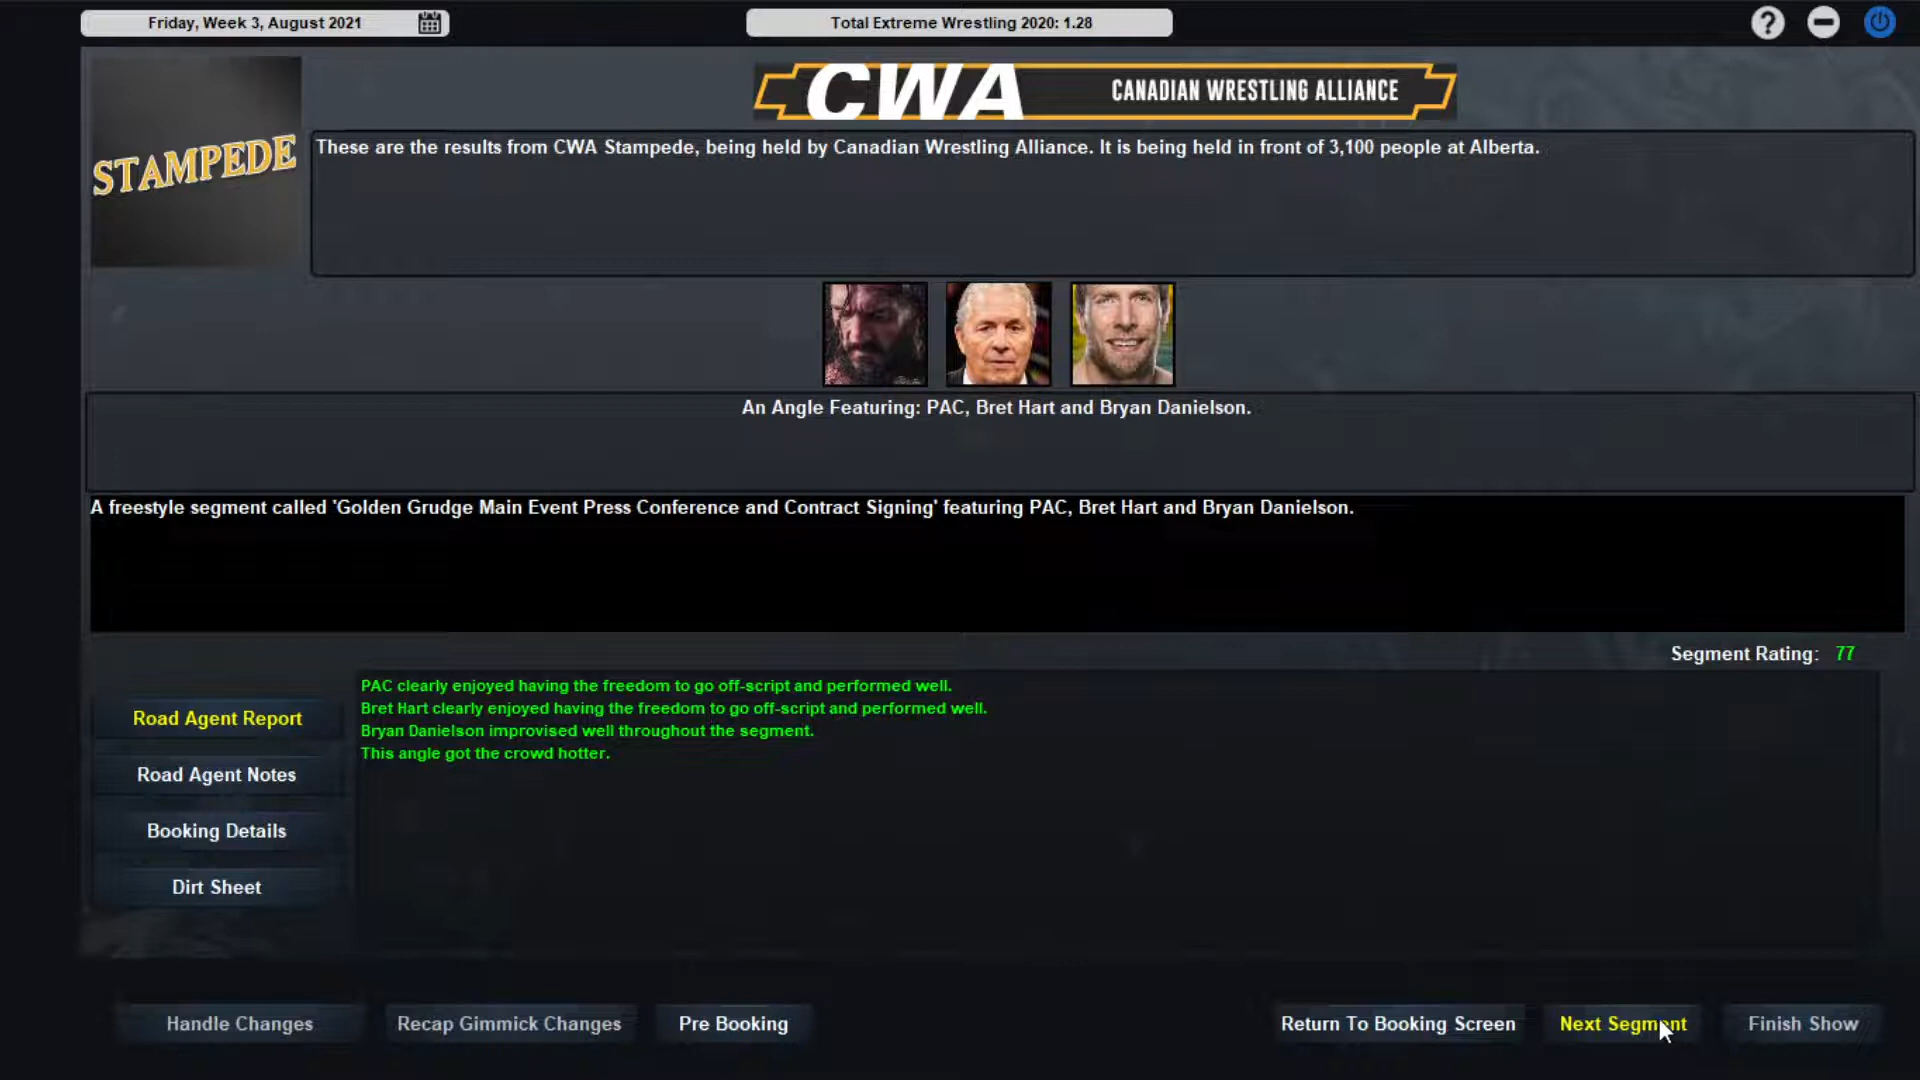 Friday, Week 3, August 2021
Total Extreme Wrestling 2020: 1.28
?
STAMPEDE
CWA CANADIAN WRESTLING ALLIANCE
These are the results from CWA Stampede, being held by Canadian Wrestling Alliance. It is being held in front of 3,100 people at Alberta.
An Angle Featuring: PAC, Bret Hart and Bryan Danielson.
A freestyle segment called 'Golden Grudge Main Event Press Conference and Contract Signing' featuring PAC, Bret Hart and Bryan Danielson.
Segment Rating: 77
Road Agent Report
Road Agent Notes
Booking Details
Dirt Sheet
PAC clearly enjoyed having the freedom to go off-script and performed well.
Bret Hart clearly enjoyed having the freedom to go off-script and performed well.
Bryan Danielson improvised well throughout the segment.
This angle got the crowd hotter.
Handle Changes
Recap Gimmick Changes
Pre Booking
Return To Booking Screen
Next Segment
Finish Show